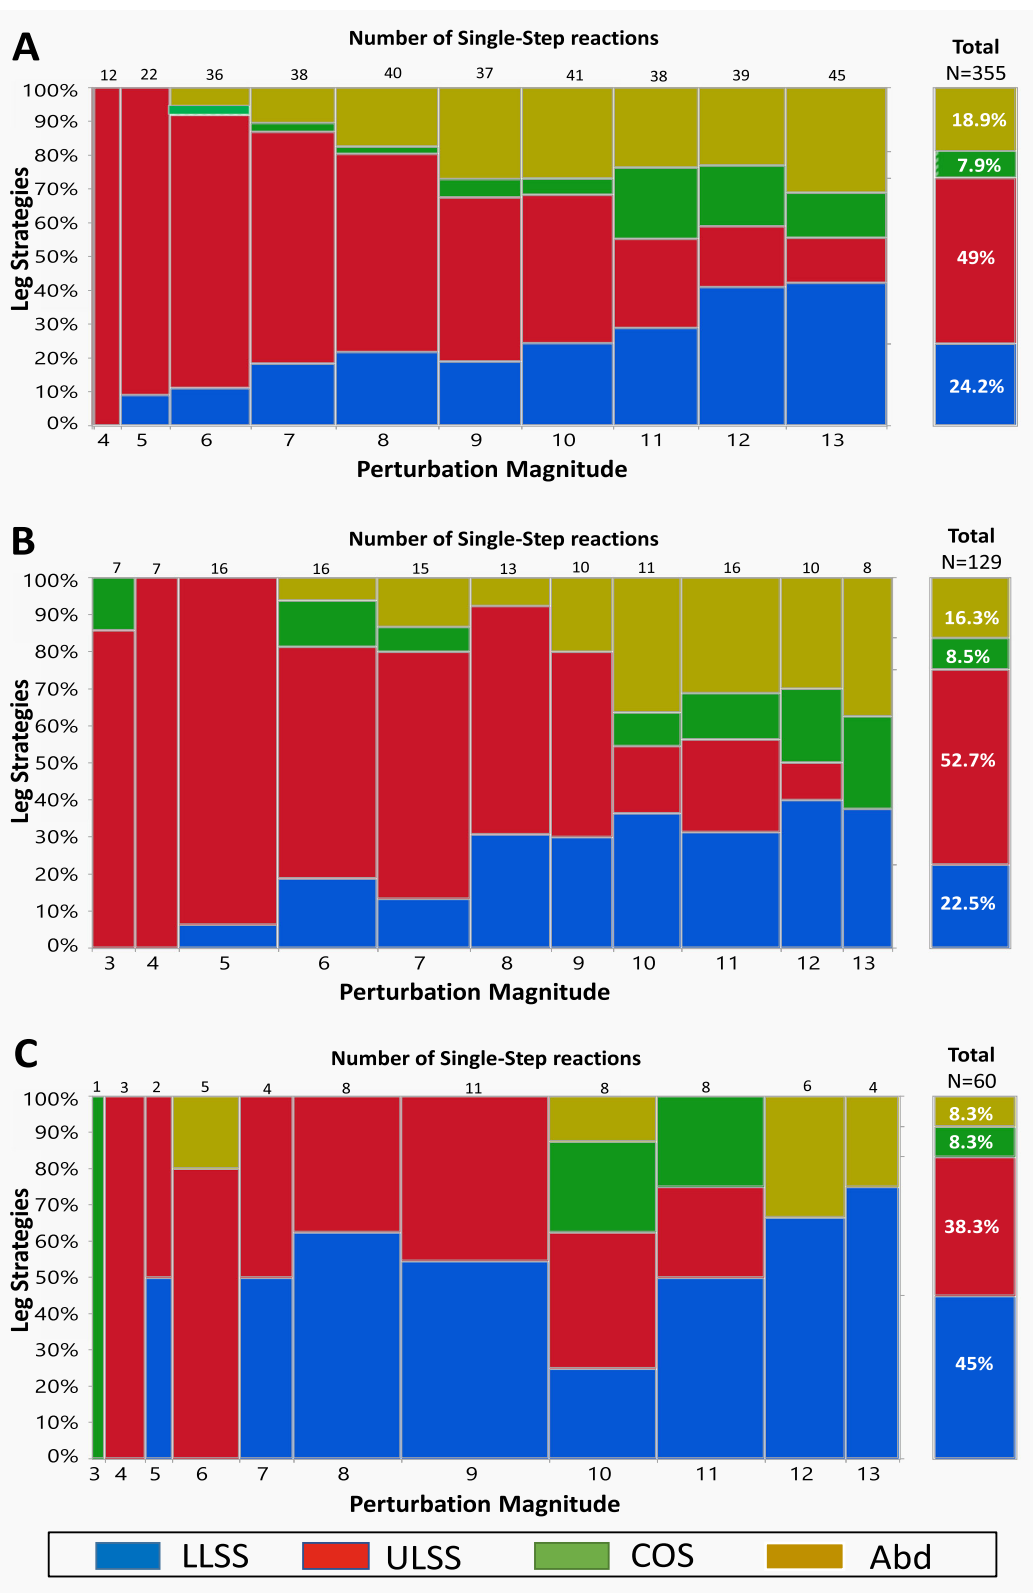 A
Number of Single-Step reactions
Total
N=355
12 22 36 38 40 37 41 38 39 45
100%
90%
80%
70%
60%
50%
40%
30%
20%
10%
0%
Leg Strategies
18.9%
7.9%
49%
24.2%
4 5 6 7 8 9 10 11 12 13
Perturbation Magnitude
B
Number of Single-Step reactions
Total
N=129
7 7 16 16 15 13 10 11 16 10 8
100%
90%
80%
70%
60%
50%
40%
30%
20%
10%
0%
Leg Strategies
16.3%
8.5%
52.7%
22.5%
3 4 5 6 7 8 9 10 11 12 13
Perturbation Magnitude
C
Number of Single-Step reactions
Total
N=60
1 3 2 5 4 8 11 8 8 6 4
100%
90%
80%
70%
60%
50%
40%
30%
20%
10%
0%
Leg Strategies
8.3%
8.3%
38.3%
45%
3 4 5 6 7 8 9 10 11 12 13
Perturbation Magnitude
LLSS ULSS COS Abd